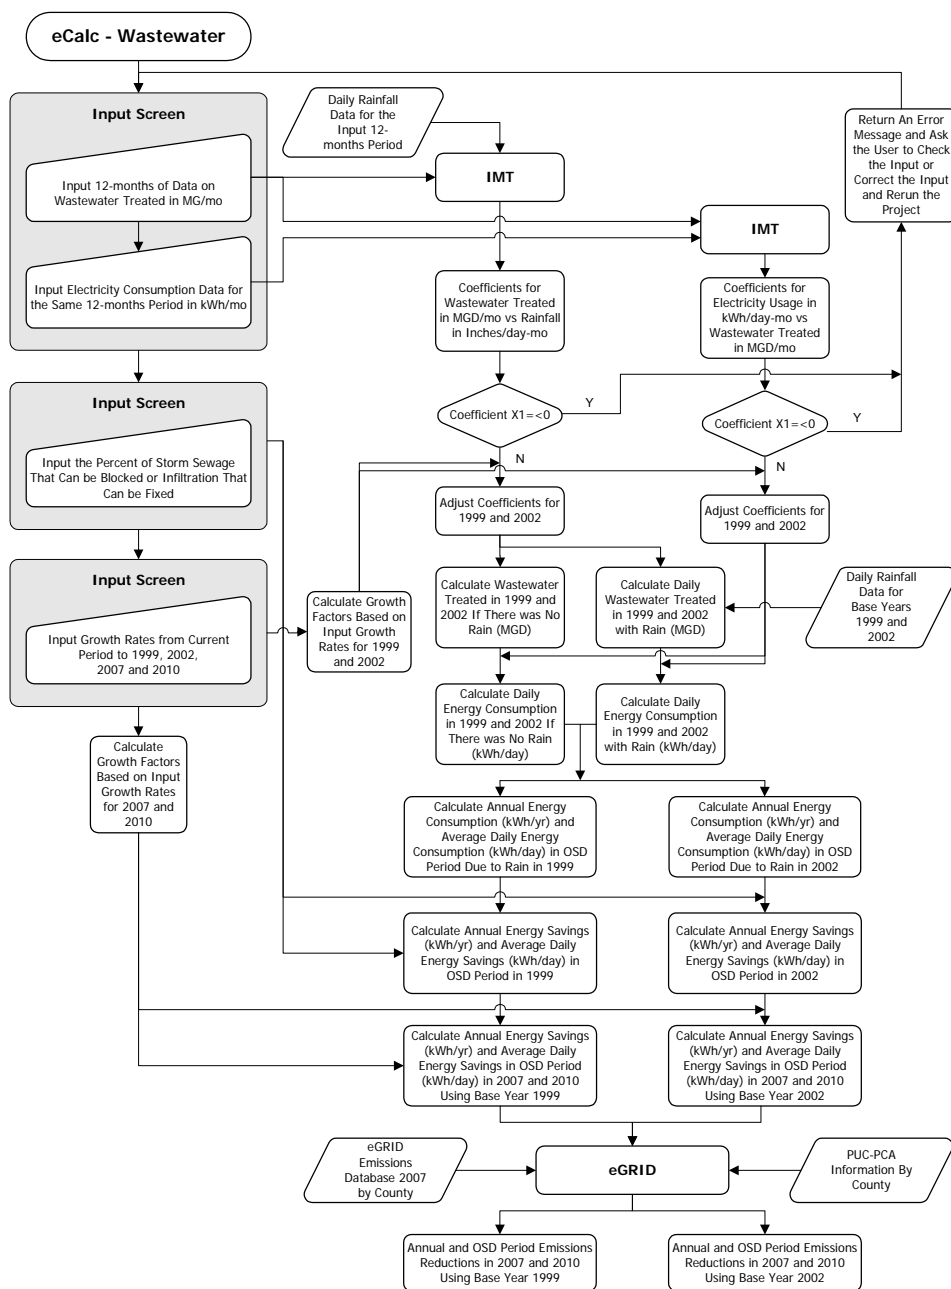 eCalc - Wastewater
Input Screen
Input 12-months of Data on
Wastewater Treated in MG/mo
Input Electricity Consumption Data for
the Same 12-months Period in kWh/mo
Daily Rainfall
Data for the
Input 12-
months Period
IMT
IMT
Return An Error
Message and Ask
the User to Check
the Input or
Correct the Input
and Rerun the
Project
Coefficients for
Wastewater Treated
in MGD/mo vs Rainfall
in Inches/day-mo
Coefficients for
Electricity Usage in
kWh/day-mo vs
Wastewater Treated
in MGD/mo
Input Screen
Input the Percent of Storm Sewage
That Can be Blocked or Infiltration That
Can be Fixed
Coefficient X1=<0
Y
N
Coefficient X1=<0
Y
N
Adjust Coefficients for
1999 and 2002
Adjust Coefficients for
1999 and 2002
Input Screen
Input Growth Rates from Current
Period to 1999, 2002,
2007 and 2010
Calculate Growth
Factors Based on
Input Growth
Rates for 1999
and 2002
Calculate Wastewater
Treated in 1999 and
2002 If There was No
Rain (MGD)
Calculate Daily
Wastewater Treated
in 1999 and 2002
with Rain (MGD)
Daily Rainfall
Data for
Base Years
1999 and
2002
Calculate Daily
Energy Consumption
in 1999 and 2002 If
There was No Rain
(kWh/day)
Calculate Daily
Energy Consumption
in 1999 and 2002
with Rain (kWh/day)
Calculate
Growth Factors
Based on Input
Growth Rates
for 2007 and
2010
Calculate Annual Energy
Consumption (kWh/yr) and
Average Daily Energy
Consumption (kWh/day) in OSD
Period Due to Rain in 1999
Calculate Annual Energy
Consumption (kWh/yr) and
Average Daily Energy
Consumption (kWh/day) in OSD
Period Due to Rain in 2002
Calculate Annual Energy Savings
(kWh/yr) and Average Daily
Energy Savings (kWh/day) in
OSD Period in 1999
Calculate Annual Energy Savings
(kWh/yr) and Average Daily
Energy Savings (kWh/day) in
OSD Period in 2002
Calculate Annual Energy Savings
(kWh/yr) and Average Daily
Energy Savings in OSD Period
(kWh/day) in 2007 and 2010
Using Base Year 1999
Calculate Annual Energy Savings
(kWh/yr) and Average Daily
Energy Savings in OSD Period
(kWh/day) in 2007 and 2010
Using Base Year 2002
eGRID
Emissions
Database 2007
by County
eGRID
PUC-PCA
Information By
County
Annual and OSD Period Emissions
Reductions in 2007 and 2010
Using Base Year 1999
Annual and OSD Period Emissions
Reductions in 2007 and 2010
Using Base Year 2002